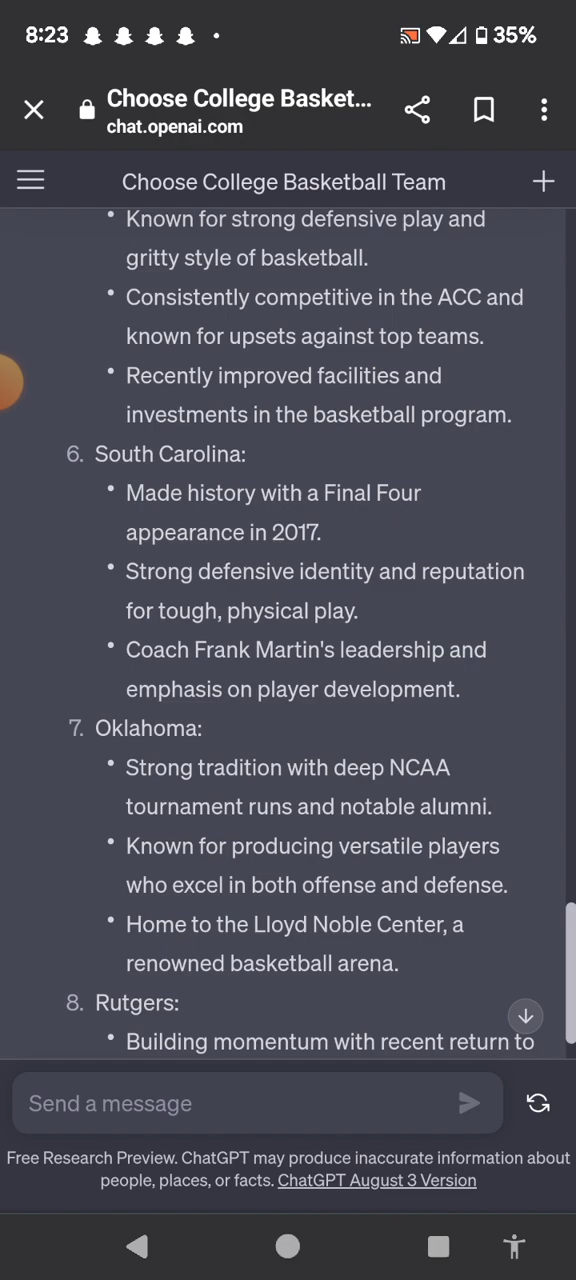 8:23
35%
Choose College Basket...
chat.openai.com
Choose College Basketball Team
• Known for strong defensive play and
gritty style of basketball.
• Consistently competitive in the ACC and
known for upsets against top teams.
• Recently improved facilities and
investments in the basketball program.
6. South Carolina:
• Made history with a Final Four
appearance in 2017.
• Strong defensive identity and reputation
for tough, physical play.
• Coach Frank Martin's leadership and
emphasis on player development.
7. Oklahoma:
• Strong tradition with deep NCAA
tournament runs and notable alumni.
• Known for producing versatile players
who excel in both offense and defense.
• Home to the Lloyd Noble Center, a
renowned basketball arena.
8. Rutgers:
• Building momentum with recent return to
Send a message
Free Research Preview. ChatGPT may produce inaccurate information about
people, places, or facts. ChatGPT August 3 Version